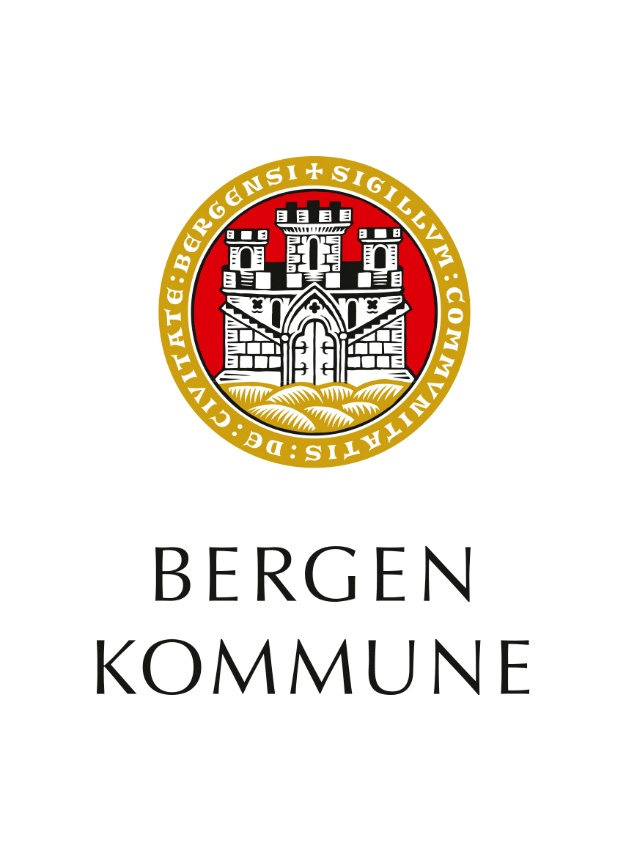 ✝ SIGILLVM : COMMVNITATIS : DE : CIVITATE : BERGENSI
BERGEN
KOMMUNE